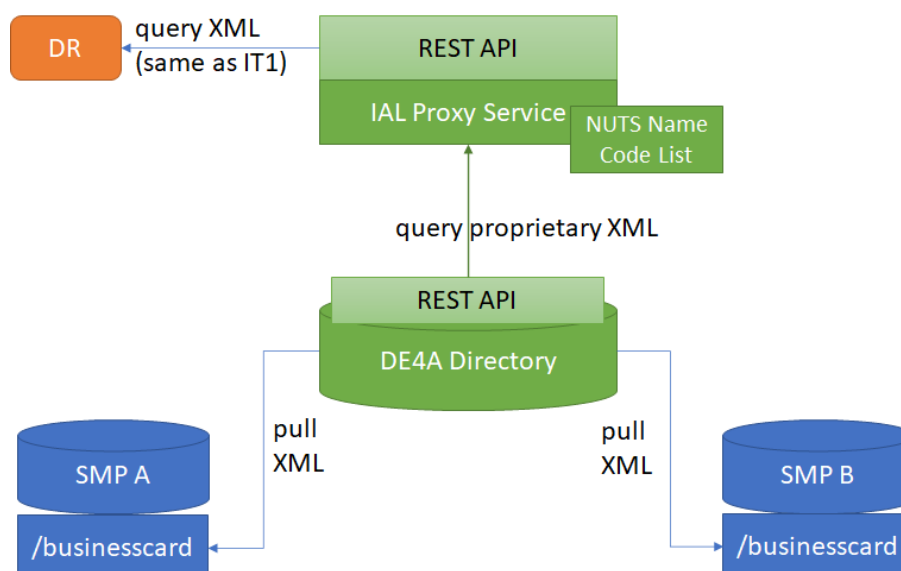 DR
query XML
(same as IT1)
REST API
IAL Proxy Service
NUTS Name
Code List
query proprietary XML
REST API
DE4A Directory
pull
XML
pull
XML
SMP A
/businesscard
SMP B
/businesscard